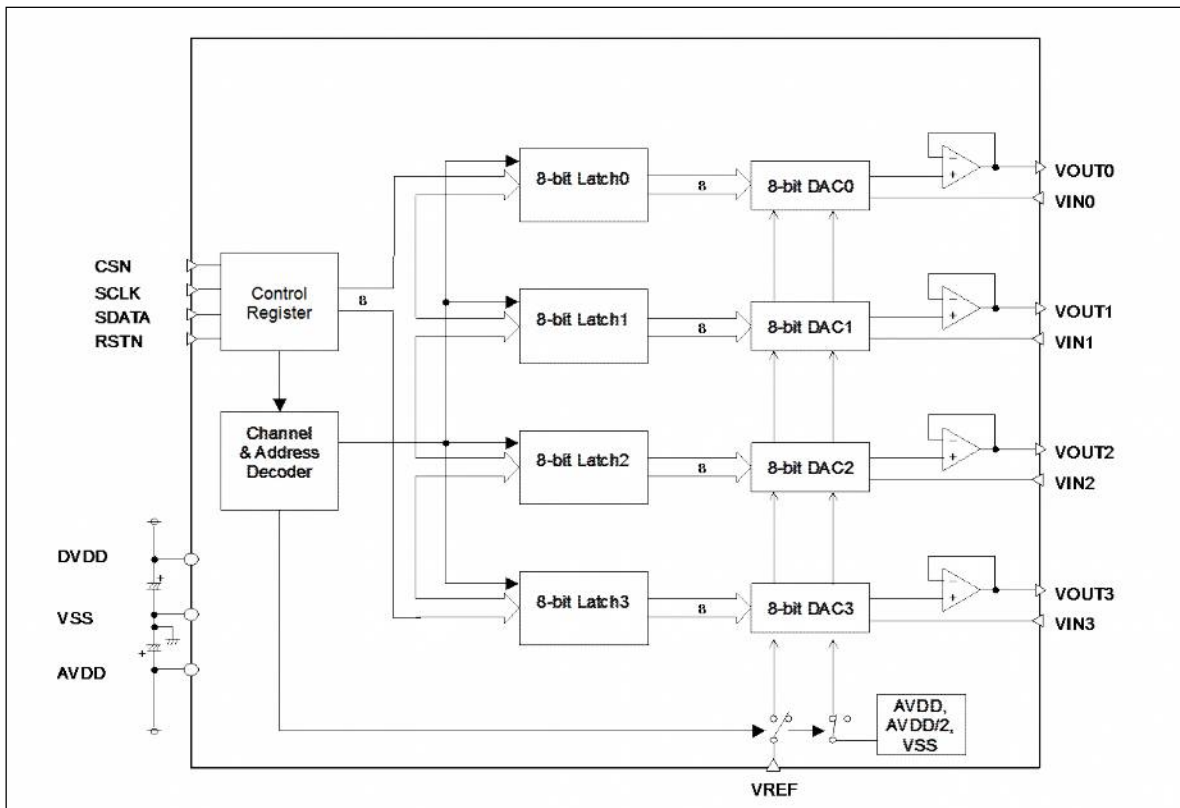 8-bit Latch0
8
8-bit DAC0
−
+
VOUT0
VIN0
CSN
SCLK
SDATA
RSTN
Control
Register
8
8-bit Latch1
8
8-bit DAC1
−
+
VOUT1
VIN1
Channel
& Address
Decoder
8-bit Latch2
8
8-bit DAC2
−
+
VOUT2
VIN2
DVDD
+
VSS
+
AVDD
8-bit Latch3
8
8-bit DAC3
−
+
VOUT3
VIN3
AVDD,
AVDD/2,
VSS
VREF